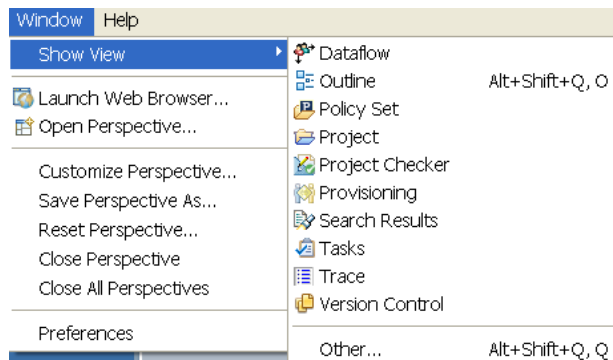 Window Help
Show View
Launch Web Browser...
Open Perspective...
Customize Perspective...
Save Perspective As...
Reset Perspective...
Close Perspective
Close All Perspectives
Preferences
Dataflow
Outline Alt+Shift+Q, O
Policy Set
Project
Project Checker
Provisioning
Search Results
Tasks
Trace
Version Control
Other... Alt+Shift+Q, Q